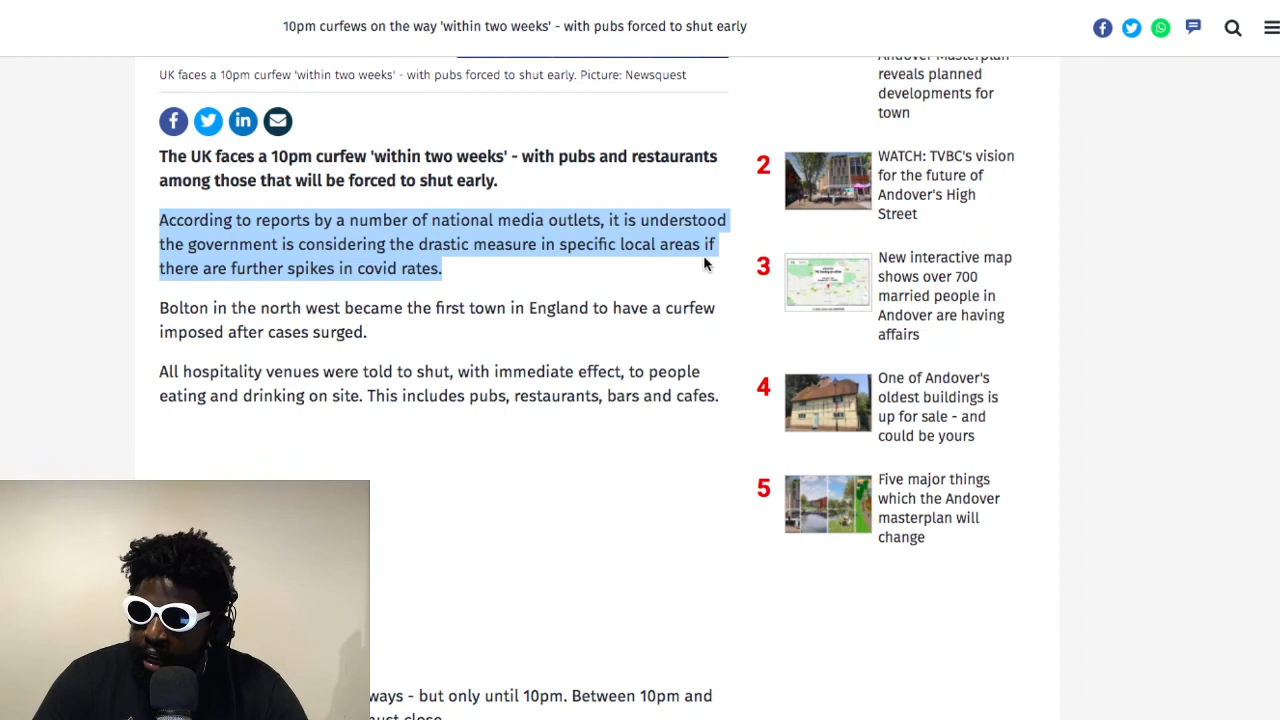 10pm curfews on the way 'within two weeks' - with pubs forced to shut early
UK faces a 10pm curfew 'within two weeks' - with pubs forced to shut early. Picture: Newsquest
The UK faces a 10pm curfew 'within two weeks' - with pubs and restaurants
among those that will be forced to shut early.
According to reports by a number of national media outlets, it is understood
the government is considering the drastic measure in specific local areas if
there are further spikes in covid rates.
Bolton in the north west became the first town in England to have a curfew
imposed after cases surged.
All hospitality venues were told to shut, with immediate effect, to people
eating and drinking on site. This includes pubs, restaurants, bars and cafes.
ways - but only until 10pm. Between 10pm and
must close.
Andover Masterplan
reveals planned
developments for
town
2
WATCH: TVBC's vision
for the future of
Andover's High
Street
3
New interactive map
shows over 700
married people in
Andover are having
affairs
4
One of Andover's
oldest buildings is
up for sale - and
could be yours
5
Five major things
which the Andover
masterplan will
change